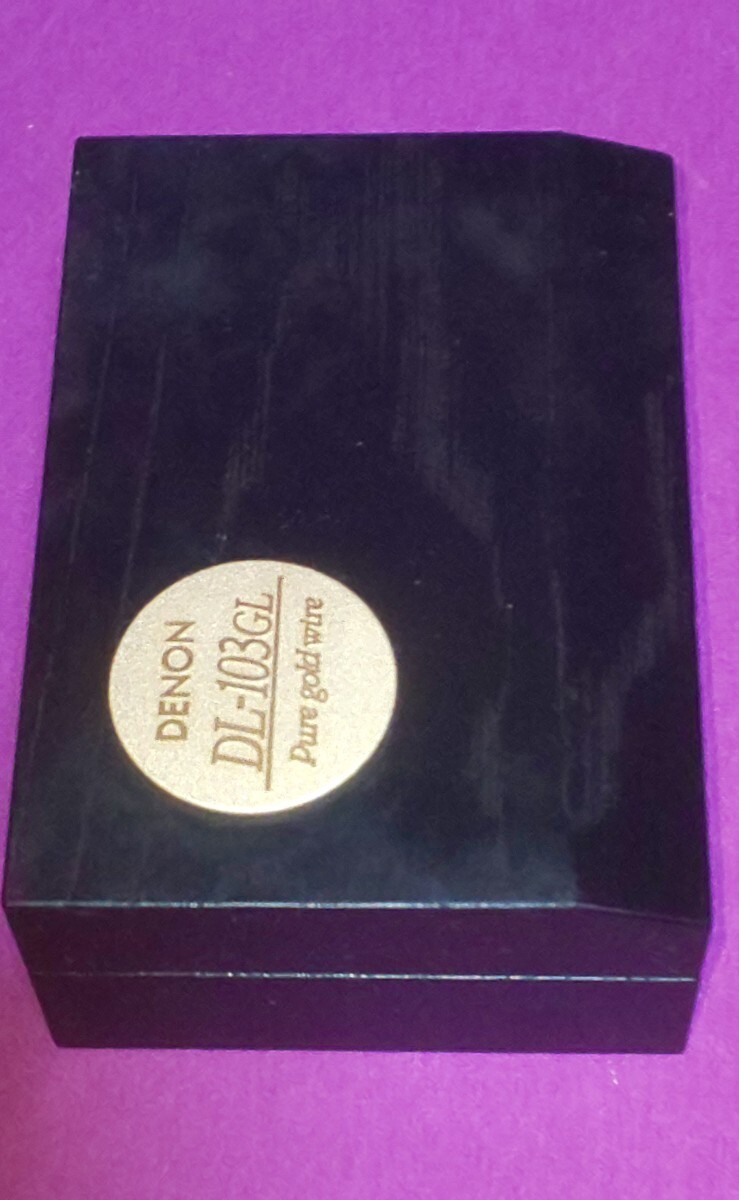 DENON
DL-103GL
Pure gold wire